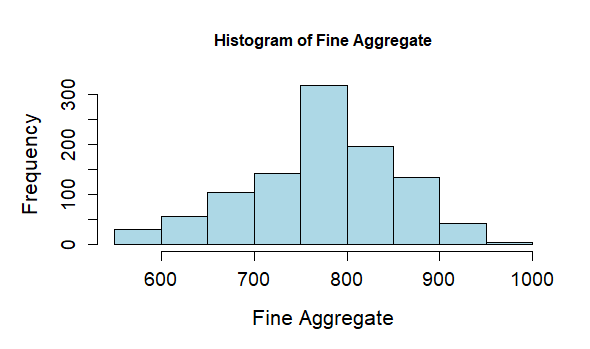 Histogram of Fine Aggregate
Frequency
300
200
100
0
600 700 800 900 1000
Fine Aggregate